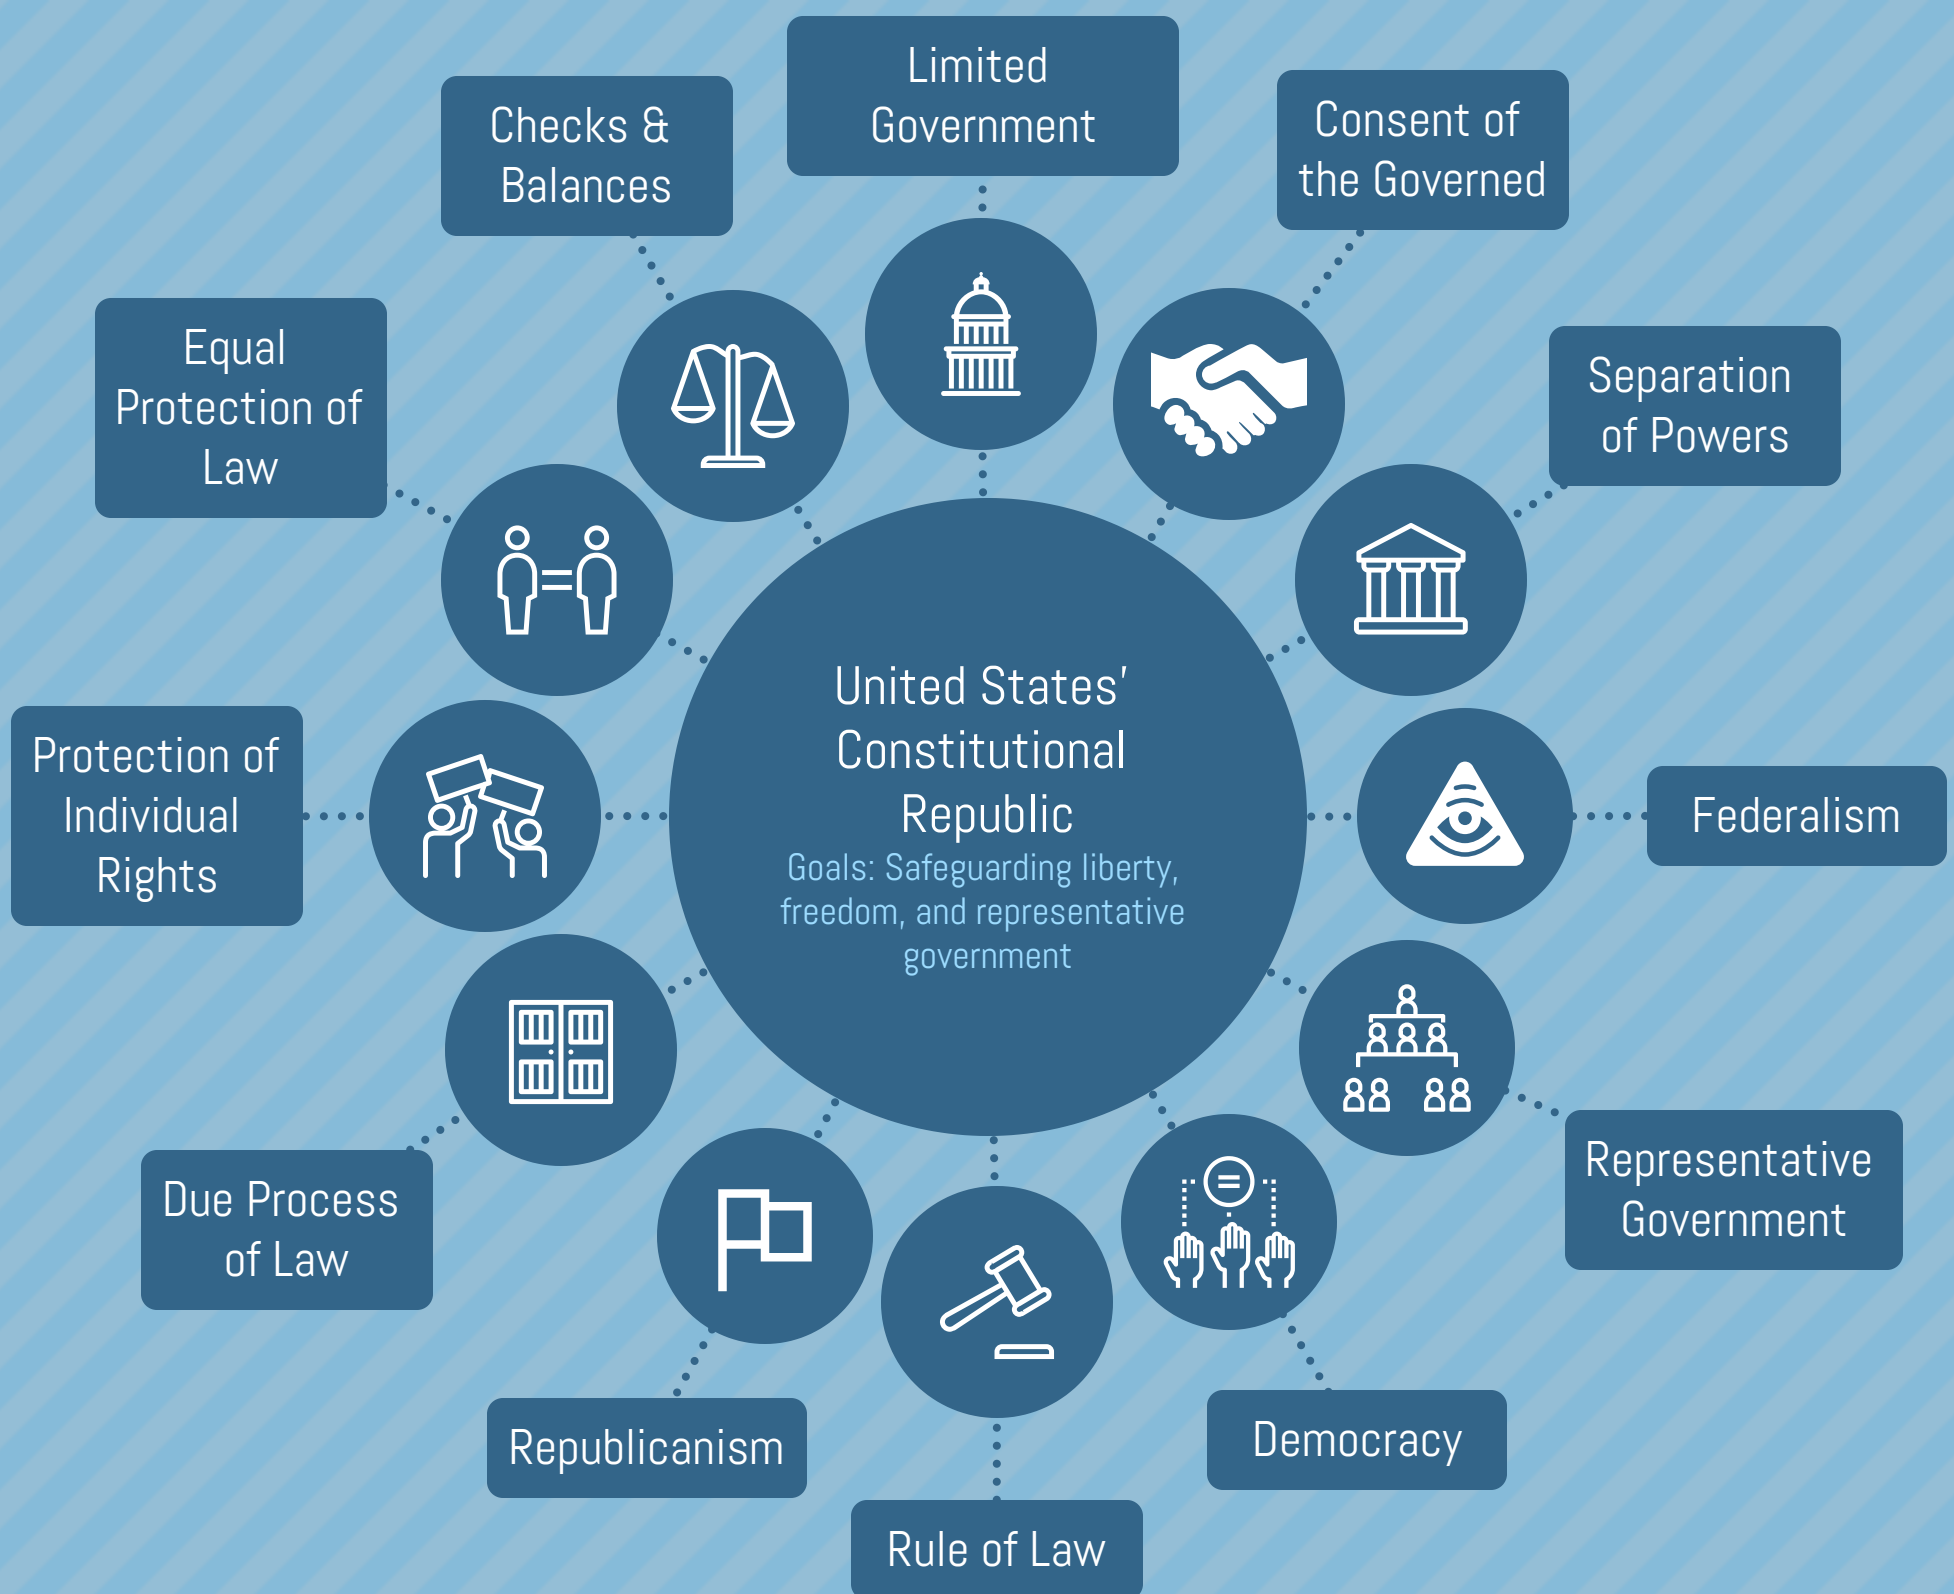 Limited
Government
Consent of
the Governed
Separation
of Powers
Federalism
Representative
Government
Democracy
Rule of Law
Republicanism
Due Process
of Law
Protection of
Individual
Rights
Equal
Protection of
Law
Checks &
Balances
United States'
Constitutional
Republic
Goals: Safeguarding liberty,
freedom, and representative
government